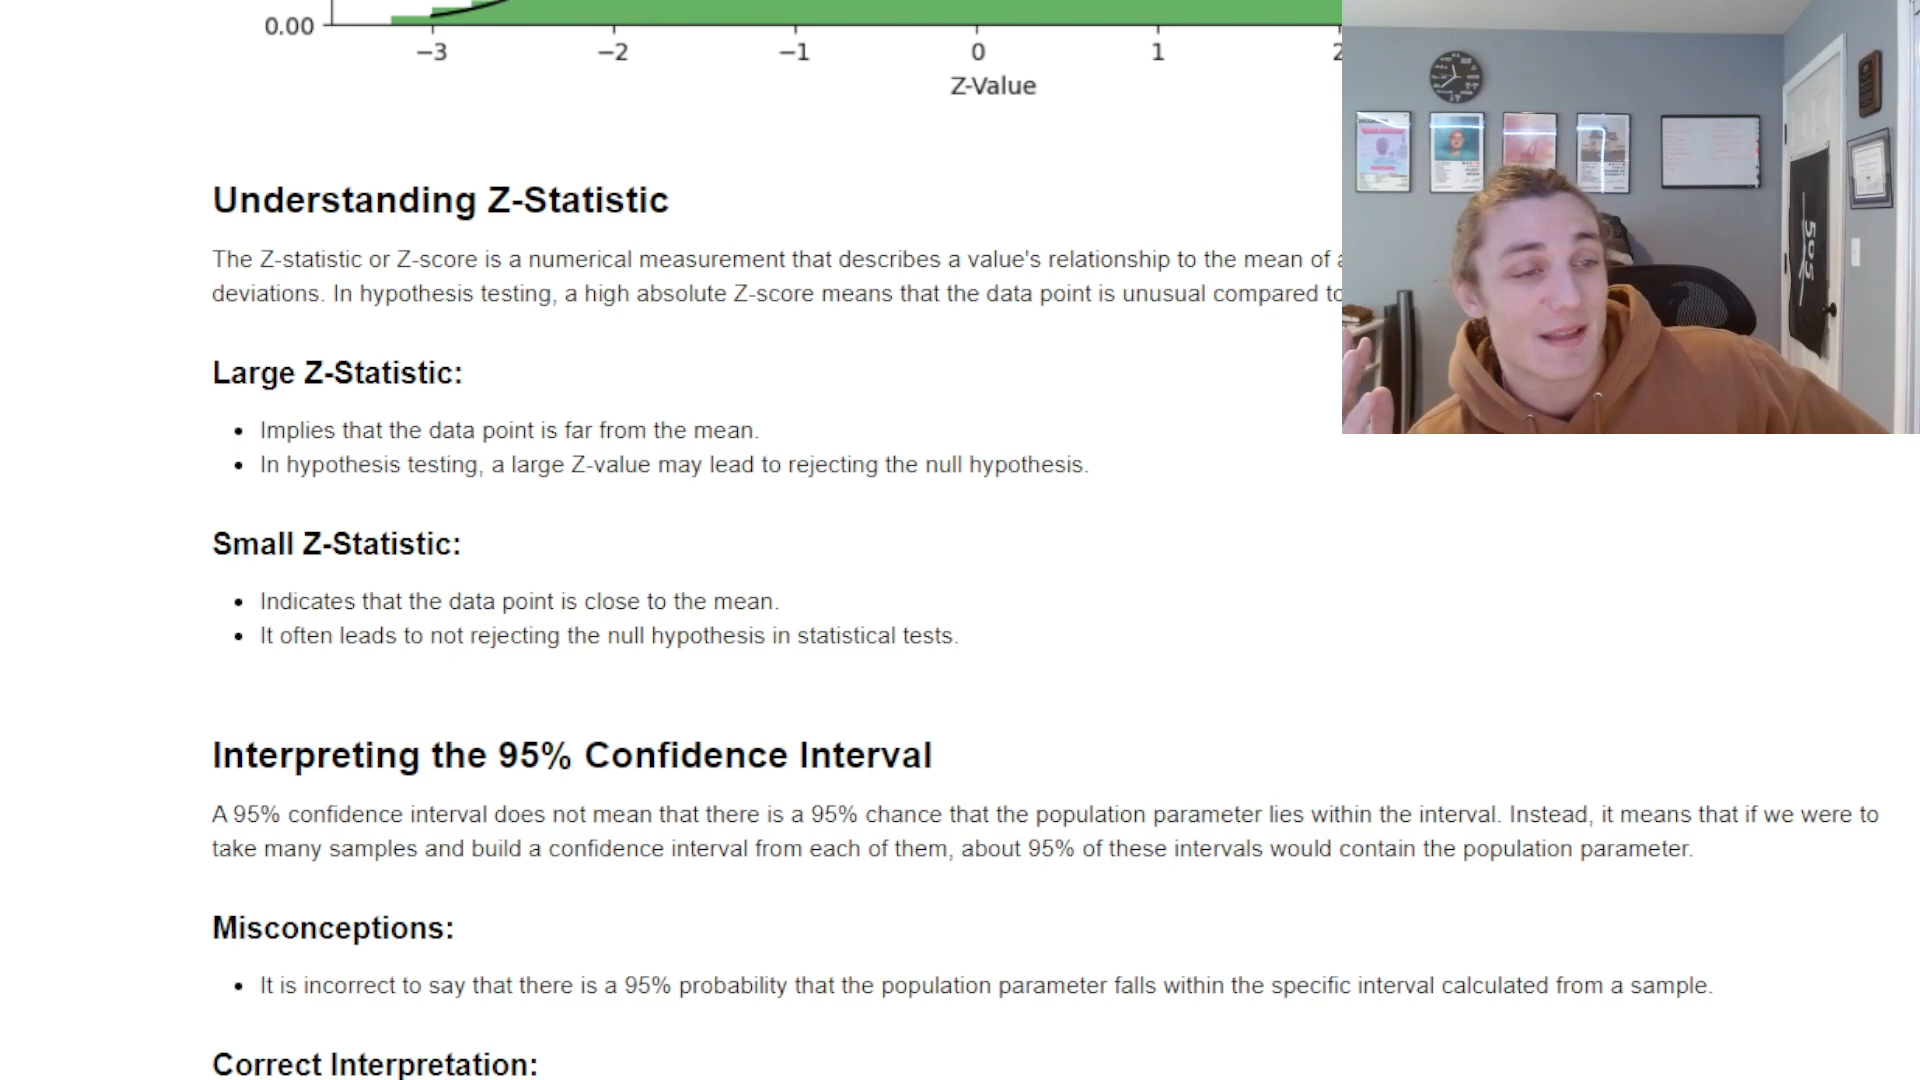 0.00
−3 −2 −1 0 1 2
Z-Value
Understanding Z-Statistic
The Z-statistic or Z-score is a numerical measurement that describes a value's relationship to the mean of
deviations. In hypothesis testing, a high absolute Z-score means that the data point is unusual compared to
Large Z-Statistic:
• Implies that the data point is far from the mean.
• In hypothesis testing, a large Z-value may lead to rejecting the null hypothesis.
Small Z-Statistic:
• Indicates that the data point is close to the mean.
• It often leads to not rejecting the null hypothesis in statistical tests.
Interpreting the 95% Confidence Interval
A 95% confidence interval does not mean that there is a 95% chance that the population parameter lies within the interval. Instead, it means that if we were to
take many samples and build a confidence interval from each of them, about 95% of these intervals would contain the population parameter.
Misconceptions:
• It is incorrect to say that there is a 95% probability that the population parameter falls within the specific interval calculated from a sample.
Correct Interpretation: